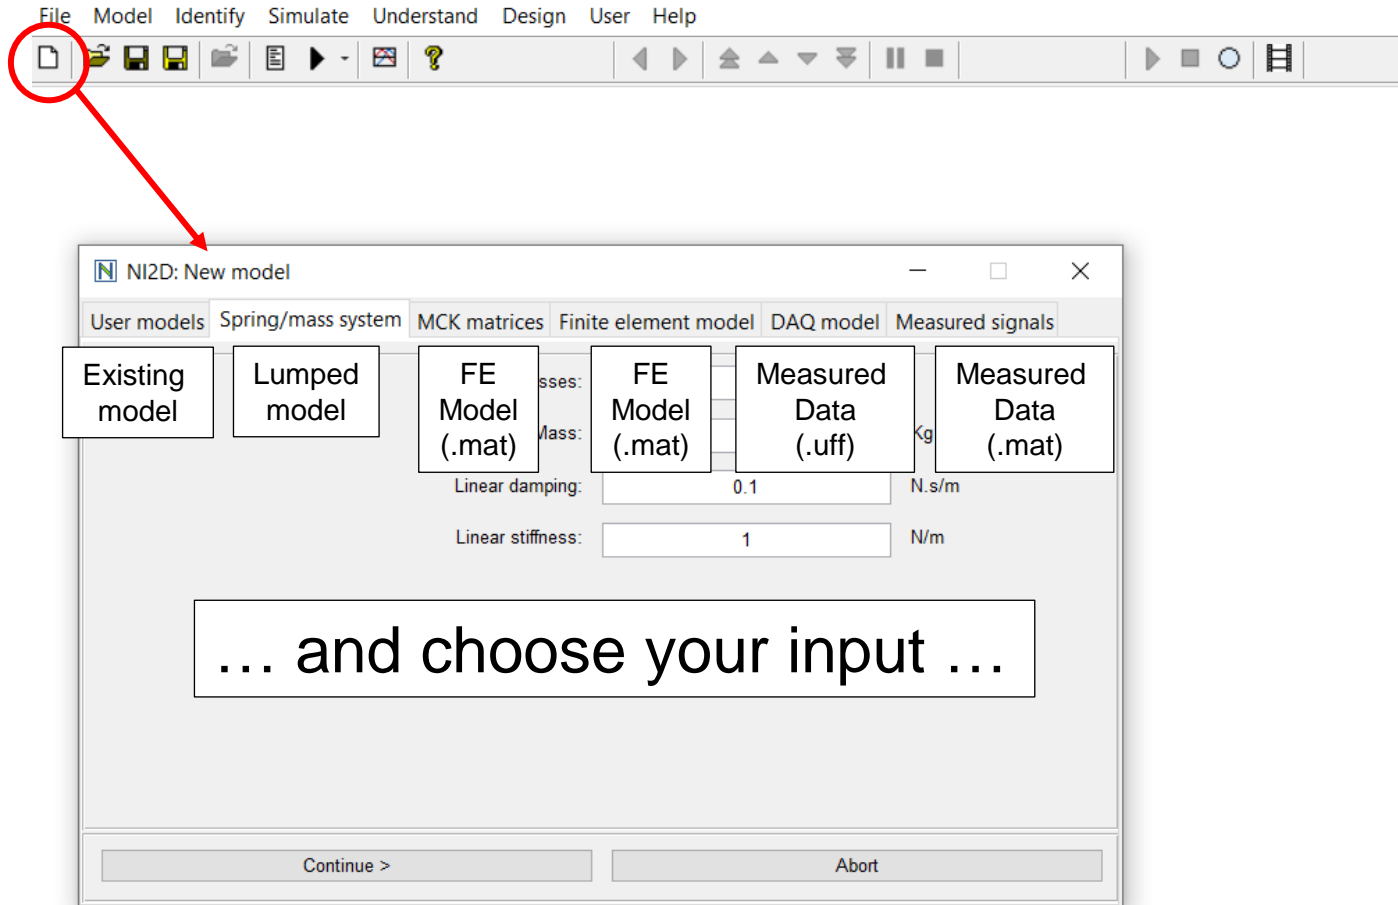 File Model Identify Simulate Understand Design User Help
NI2D: New model
User models Spring/mass system MCK matrices Finite element model DAQ model Measured signals
Existing
model
Lumped
model
FE
Model
(.mat)
FE
Model
(.mat)
Measured
Data
(.uff)
Measured
Data
(.mat)
sses:
Mass:
Kg
Linear damping: 0.1 N.s/m
Linear stiffness: 1 N/m
… and choose your input …
Continue > Abort